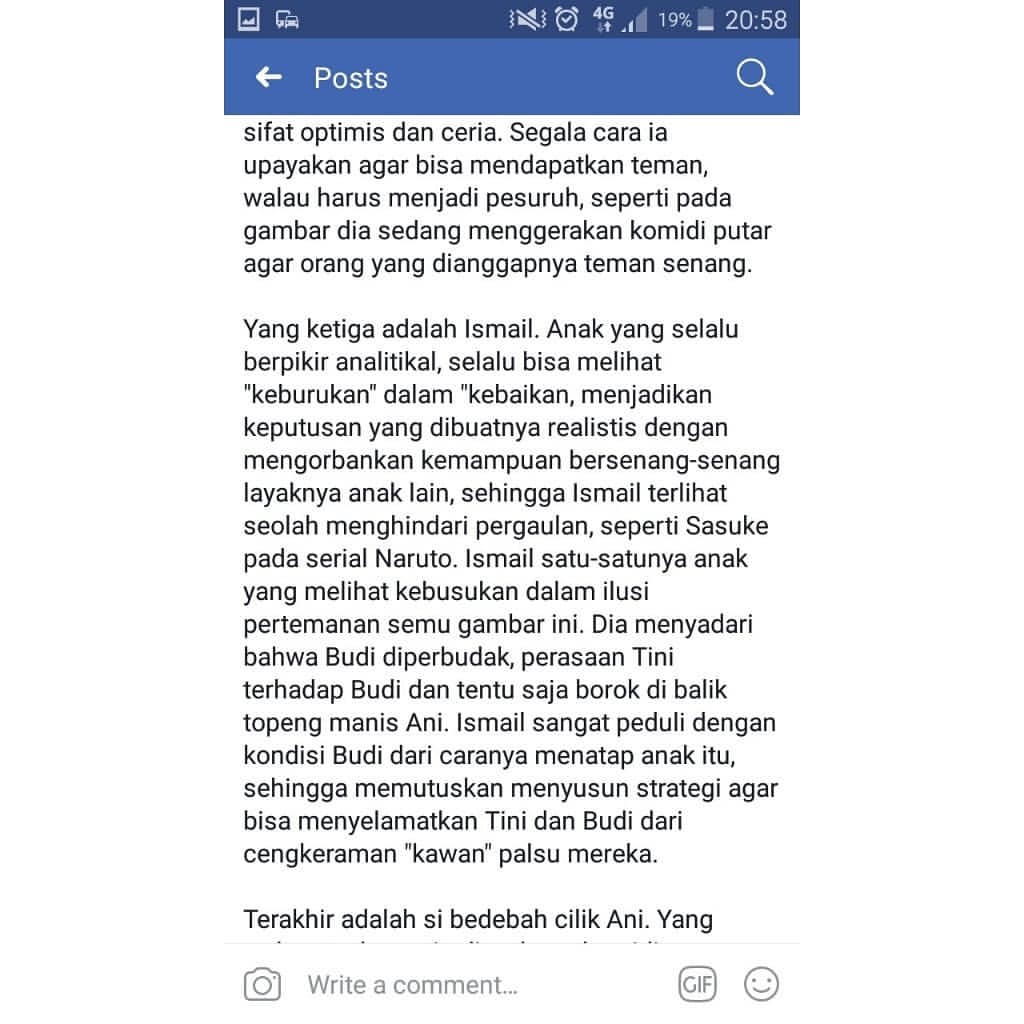 4G 19% 20:58
Posts
sifat optimis dan ceria. Segala cara ia
upayakan agar bisa mendapatkan teman,
walau harus menjadi pesuruh, seperti pada
gambar dia sedang menggerakan komidi putar
agar orang yang dianggapnya teman senang.
Yang ketiga adalah Ismail. Anak yang selalu
berpikir analitikal, selalu bisa melihat
"keburukan" dalam "kebaikan, menjadikan
keputusan yang dibuatnya realistis dengan
mengorbankan kemampuan bersenang-senang
layaknya anak lain, sehingga Ismail terlihat
seolah menghindari pergaulan, seperti Sasuke
pada serial Naruto. Ismail satu-satunya anak
yang melihat kebusukan dalam ilusi
pertemanan semu gambar ini. Dia menyadari
bahwa Budi diperbudak, perasaan Tini
terhadap Budi dan tentu saja borok di balik
topeng manis Ani. Ismail sangat peduli dengan
kondisi Budi dari caranya menatap anak itu,
sehingga memutuskan menyusun strategi agar
bisa menyelamatkan Tini dan Budi dari
cengkeraman "kawan" palsu mereka.
Terakhir adalah si bedebah cilik Ani. Yang
Write a comment...
GIF